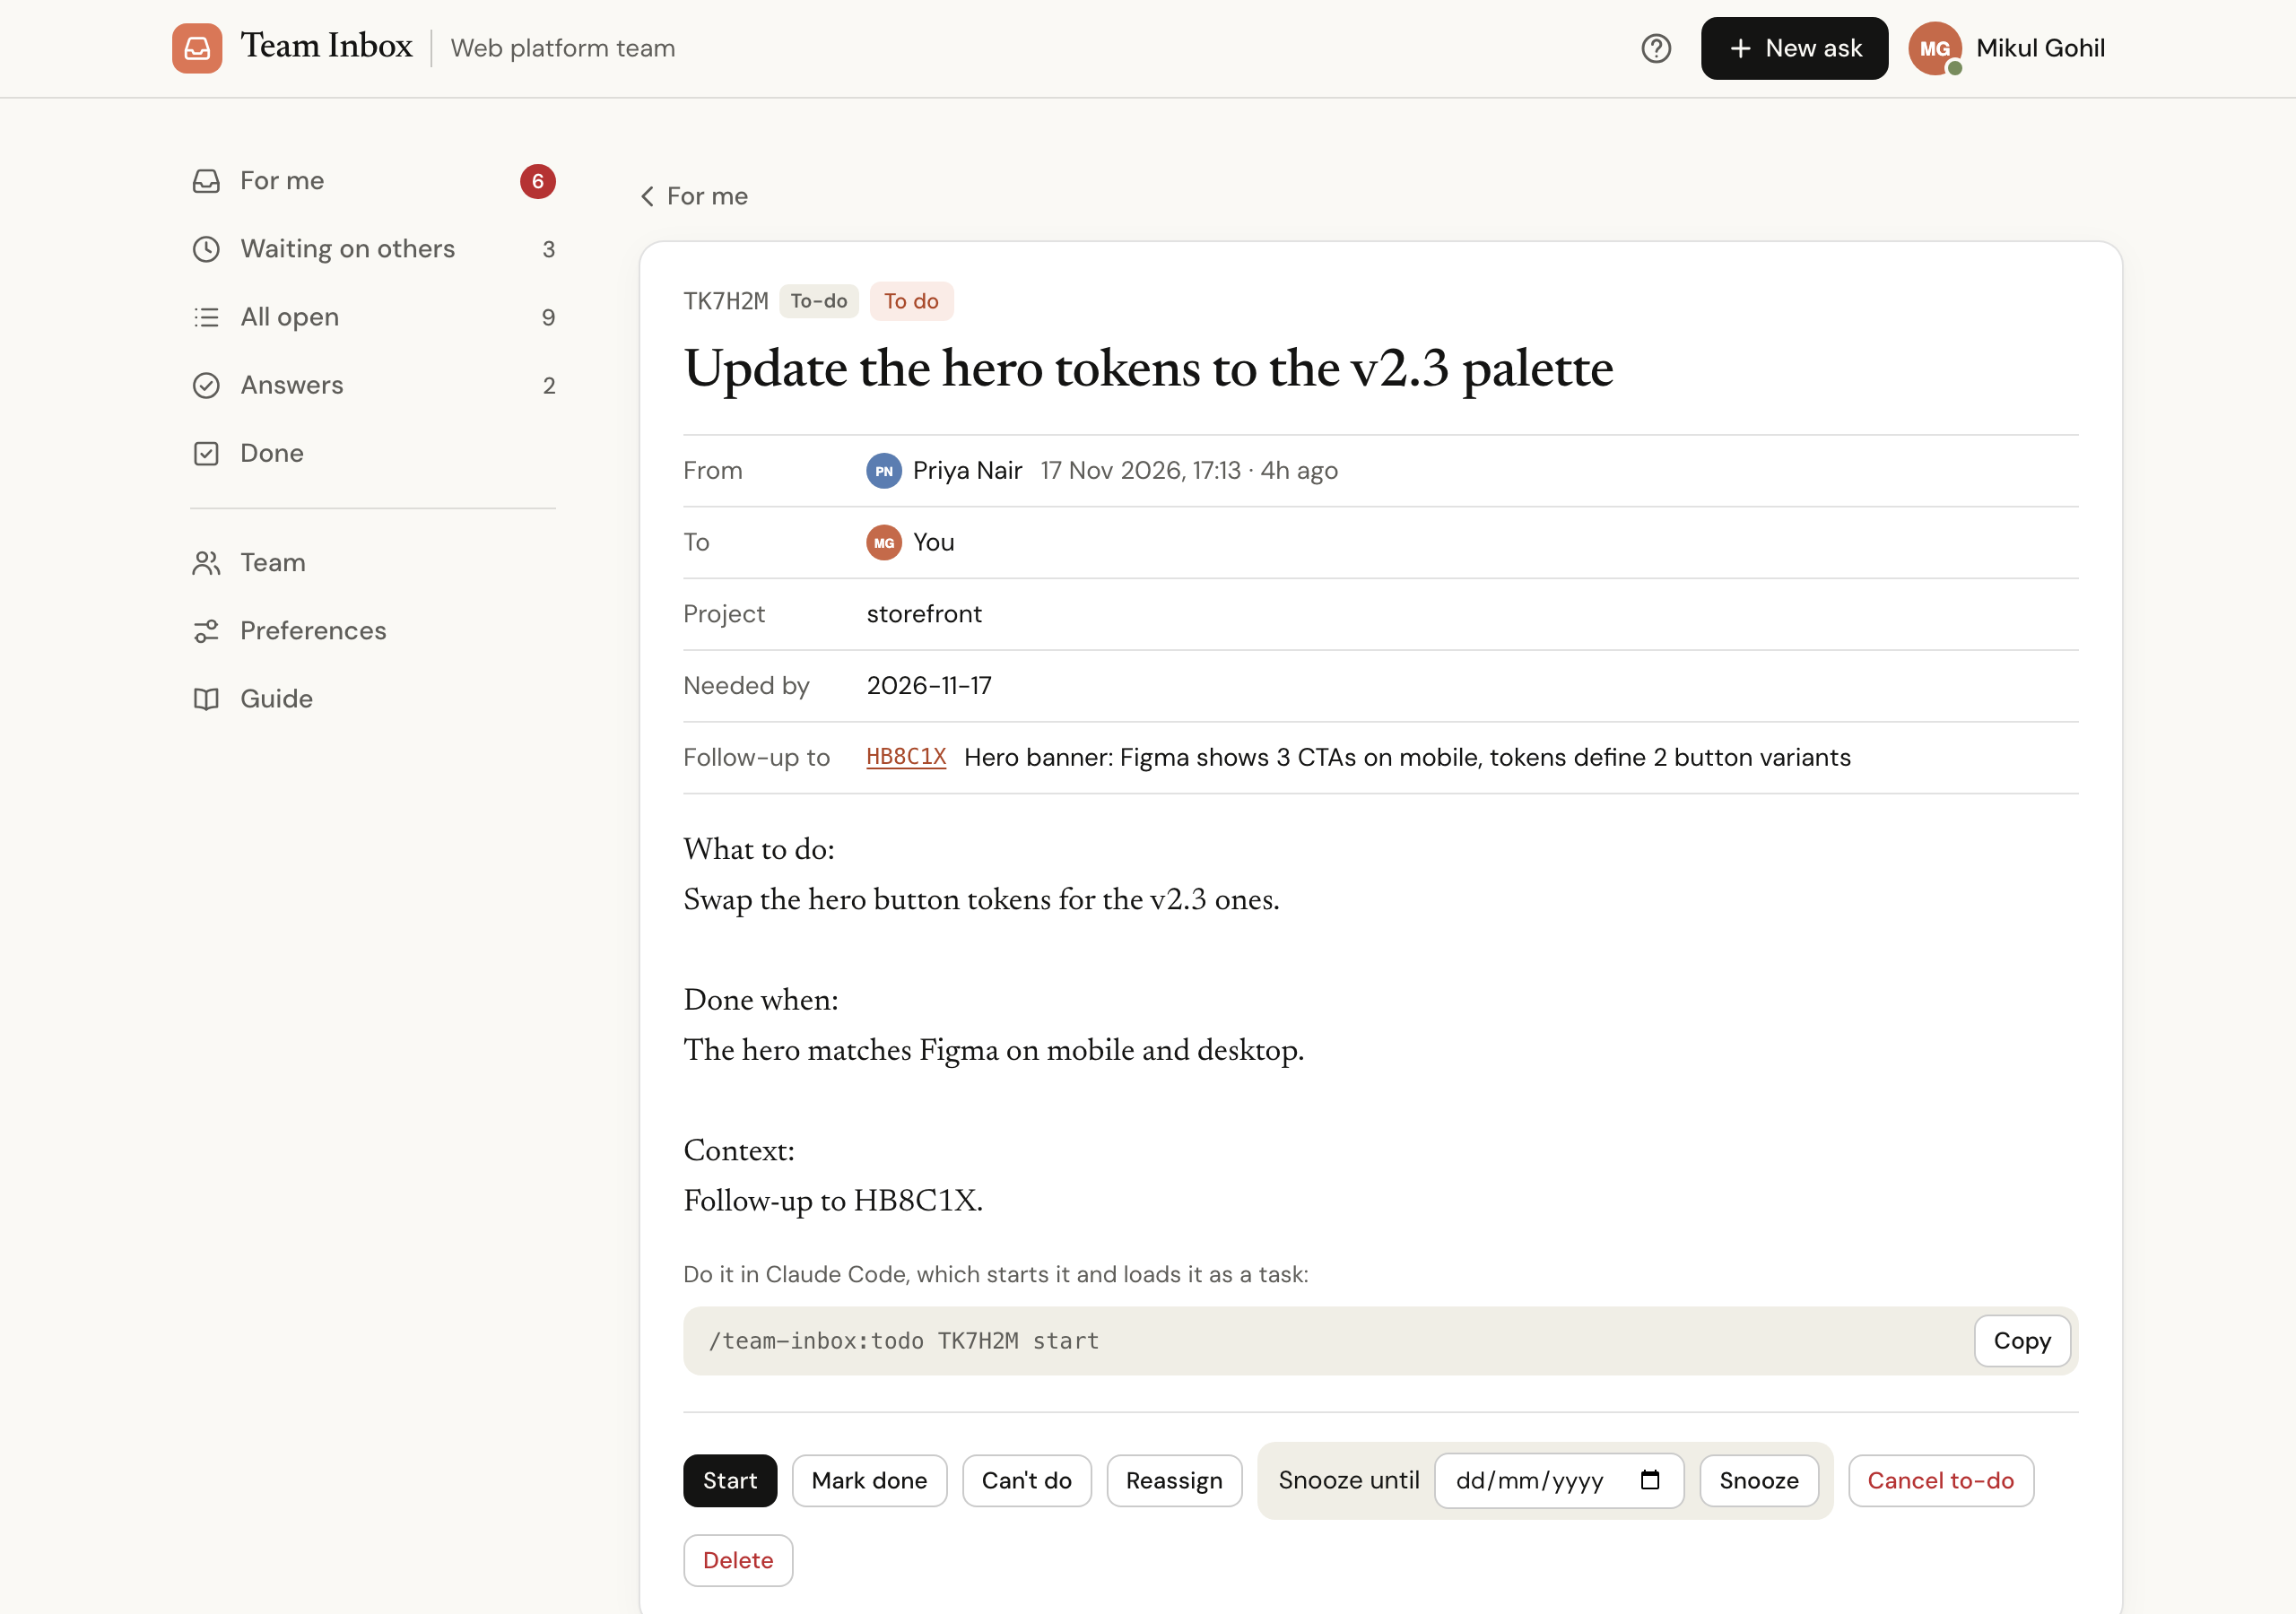 Team Inbox
Web platform team
New ask
MG
Mikul Gohil
For me 6
Waiting on others 3
All open 9
Answers 2
Done
Team
Preferences
Guide
For me
TK7H2M To-do To do
Update the hero tokens to the v2.3 palette
From PN Priya Nair 17 Nov 2026, 17:13 · 4h ago
To MG You
Project storefront
Needed by 2026-11-17
Follow-up to HB8C1X Hero banner: Figma shows 3 CTAs on mobile, tokens define 2 button variants
What to do:
Swap the hero button tokens for the v2.3 ones.
Done when:
The hero matches Figma on mobile and desktop.
Context:
Follow-up to HB8C1X.
Do it in Claude Code, which starts it and loads it as a task:
/team-inbox:todo TK7H2M start Copy
Start Mark done Can't do Reassign Snooze until dd/mm/yyyy Snooze Cancel to-do
Delete